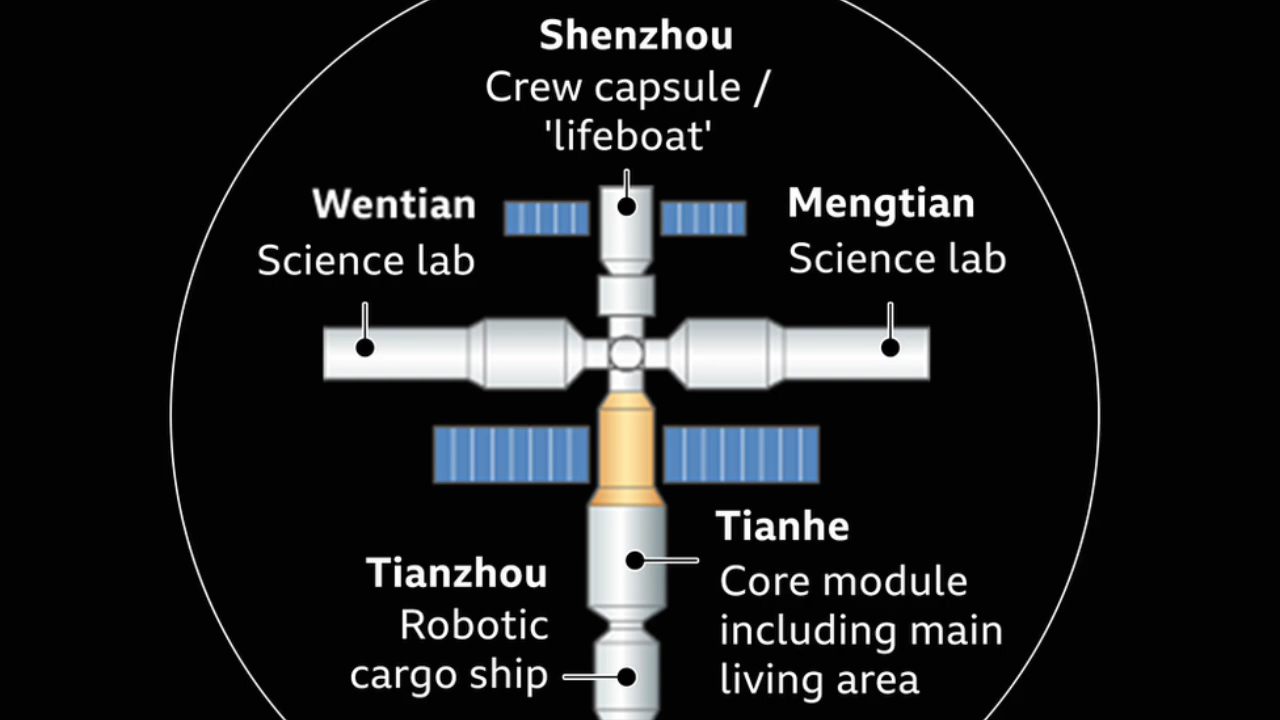 Shenzhou
Crew capsule /
'lifeboat'
Wentian
Science lab
Mengtian
Science lab
Tianhe
Core module
including main
living area
Tianzhou
Robotic
cargo ship